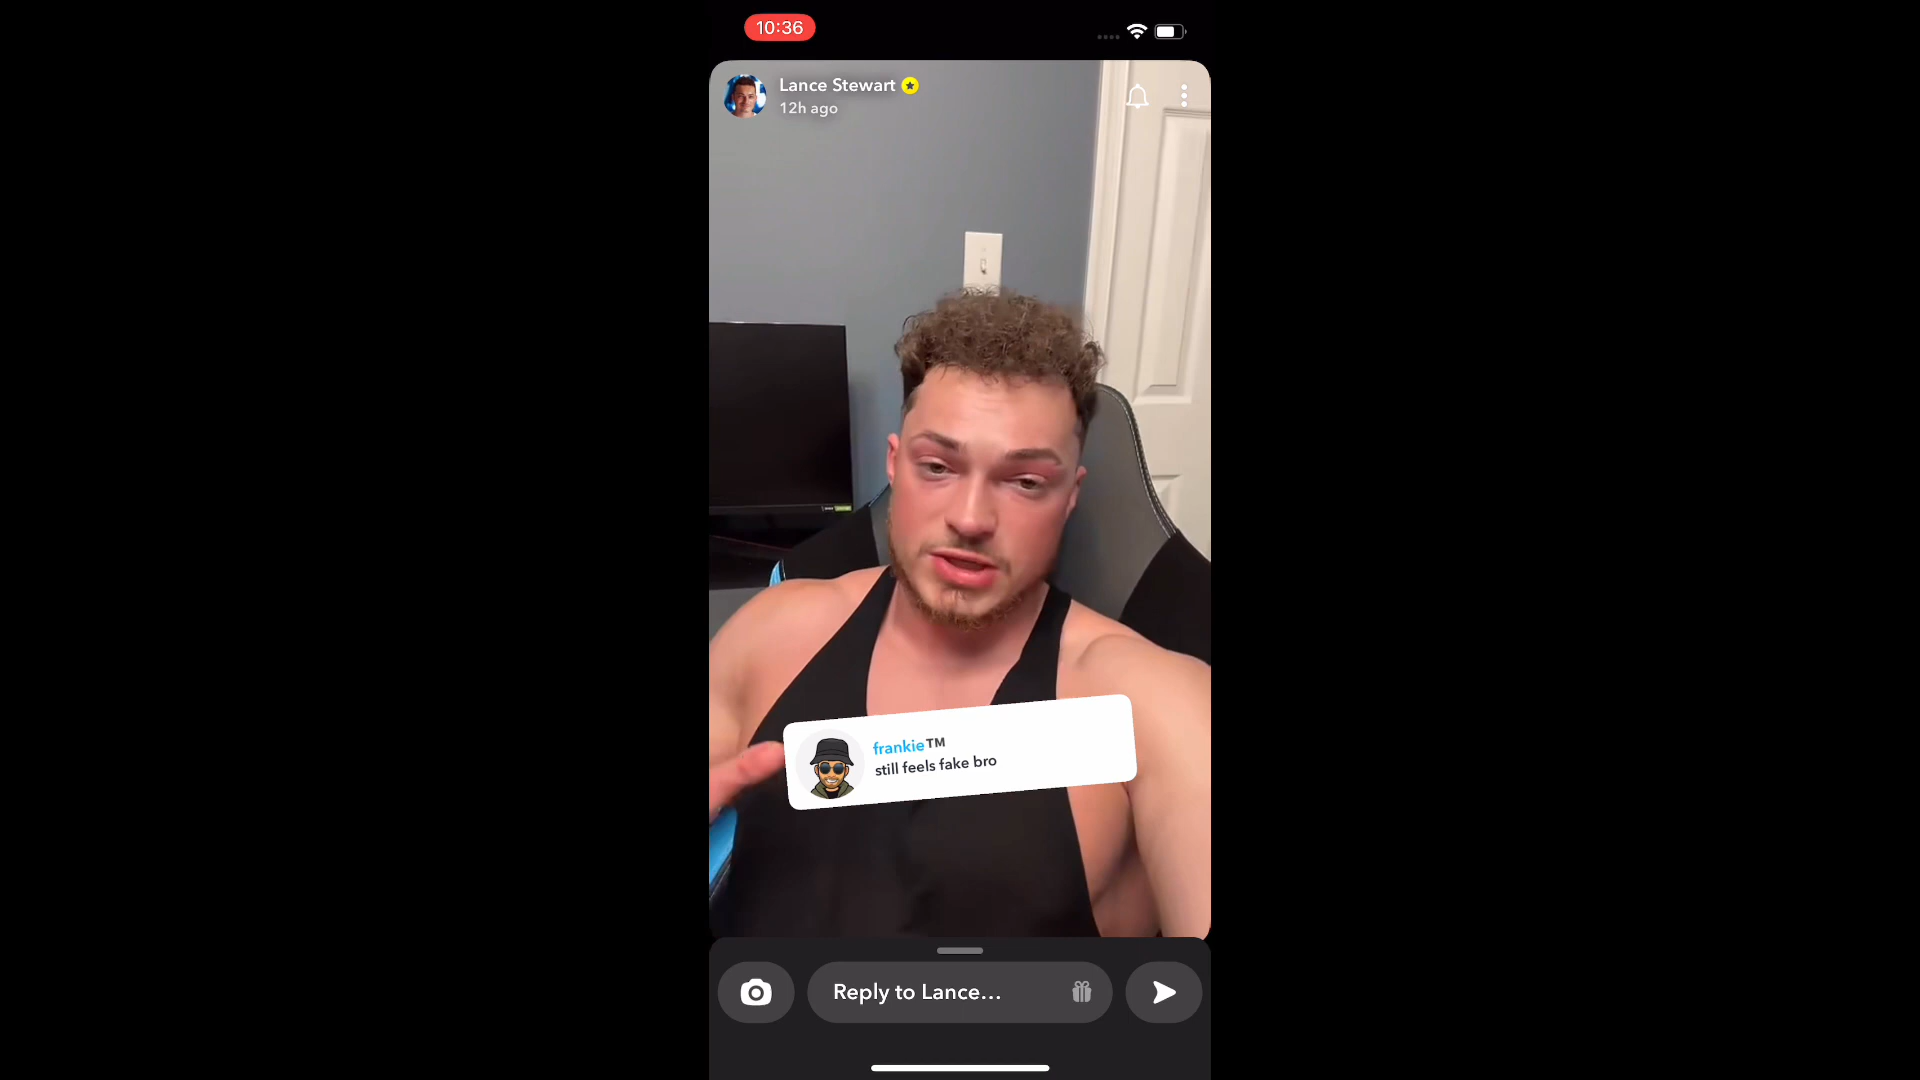 10:36
Lance Stewart
12h ago
frankie™
still feels fake bro
Reply to Lance...